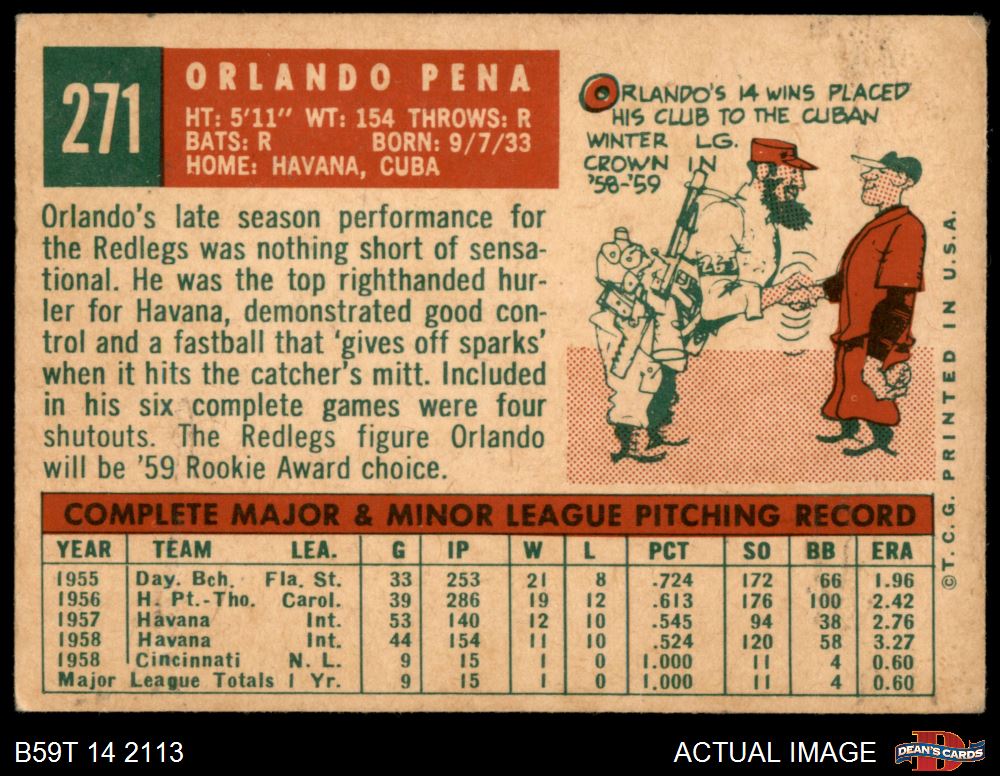 271
ORLANDO PENA
HT: 5'11" WT: 154 THROWS: R
BATS: R BORN: 9/7/33
HOME: HAVANA, CUBA
ORLANDO'S 14 WINS PLACED
HIS CLUB TO THE CUBAN
WINTER LG.
CROWN IN
'58-'59
Orlando's late season performance for
the Redlegs was nothing short of sensa-
tional. He was the top righthanded hur-
ler for Havana, demonstrated good con-
trol and a fastball that 'gives off sparks'
when it hits the catcher's mitt. Included
in his six complete games were four
shutouts. The Redlegs figure Orlando
will be '59 Rookie Award choice.
COMPLETE MAJOR & MINOR LEAGUE PITCHING RECORD
YEAR TEAM LEA. G IP W L PCT SO BB ERA
1955 Day. Bch. Fla. St. 33 253 21 8 .724 172 66 1.96
1956 H. Pt.-Tho. Carol. 39 286 19 12 .613 176 100 2.42
1957 Havana Int. 53 140 12 10 .545 94 38 2.76
1958 Havana Int. 44 154 11 10 .524 120 58 3.27
1958 Cincinnati N. L. 9 15 1 0 1.000 11 4 0.60
Major League Totals 1 Yr. 9 15 1 0 1.000 11 4 0.60
© T. C. G. PRINTED IN U.S.A.
B59T 14 2113
ACTUAL IMAGE
D
DEAN'S CARDS